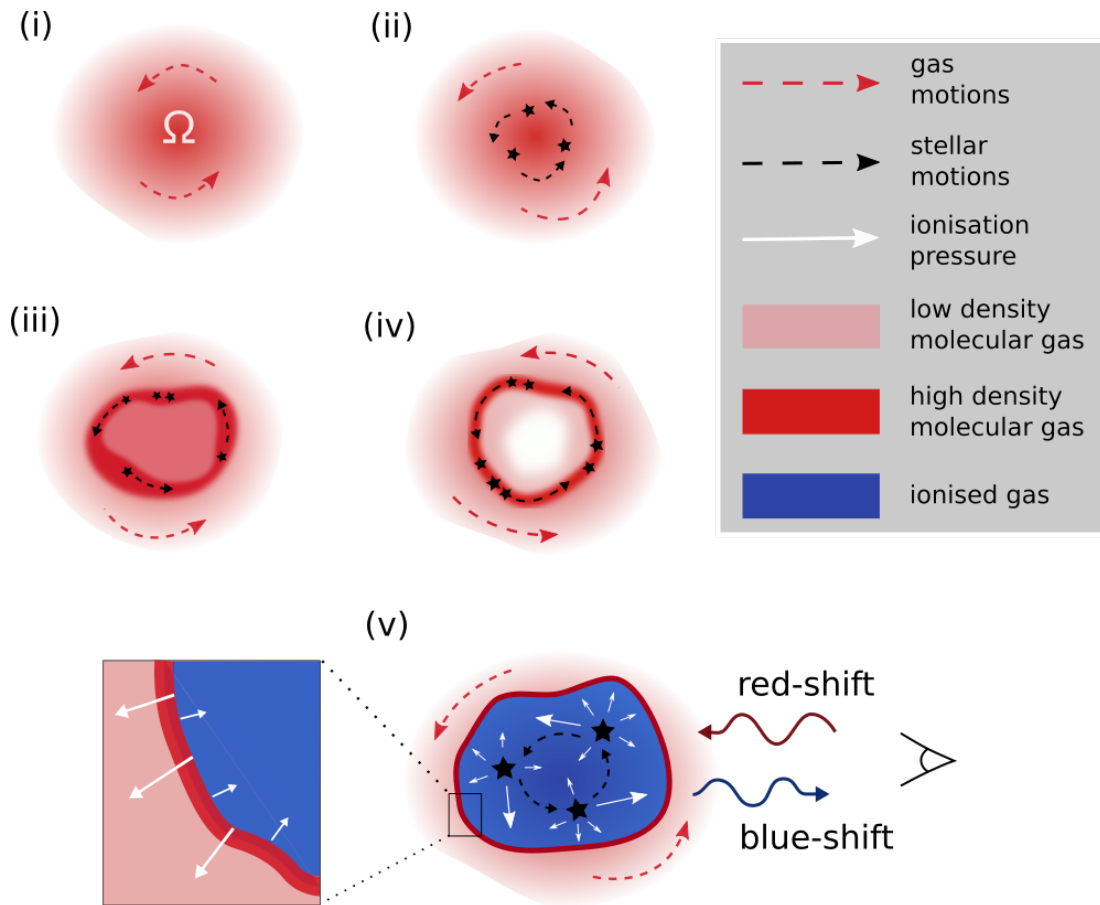 (i)
Ω
(ii)
gas
motions
stellar
motions
ionisation
pressure
low density
molecular gas
high density
molecular gas
ionised gas
(iii)
(iv)
(v)
red-shift
blue-shift